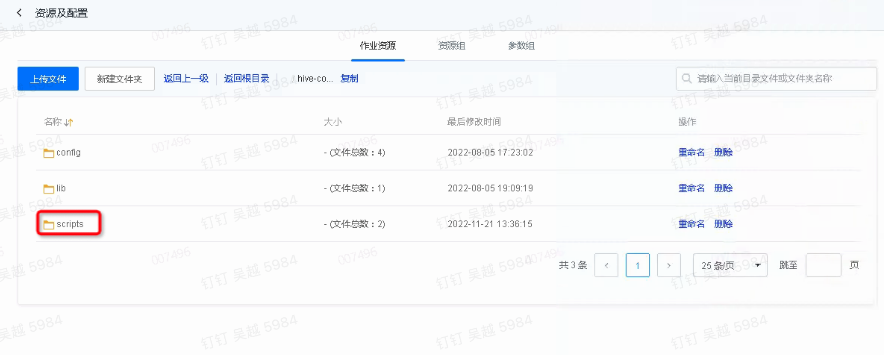 资源及配置
作业资源 资源组 参数组
上传文件 新建文件夹 返回上一级 返回根目录 / hive-co... 复制 请输入当前目录文件或文件夹名称
名称 大小 最后修改时间 操作
config - (文件总数：4) 2022-08-05 17:23:02 重命名 删除
lib - (文件总数：1) 2022-08-05 19:09:19 重命名 删除
scripts - (文件总数：2) 2022-11-21 13:36:15 重命名 删除
共 3 条 < 1 > 25 条/页 跳至 页
钉钉 吴越 5984
007496